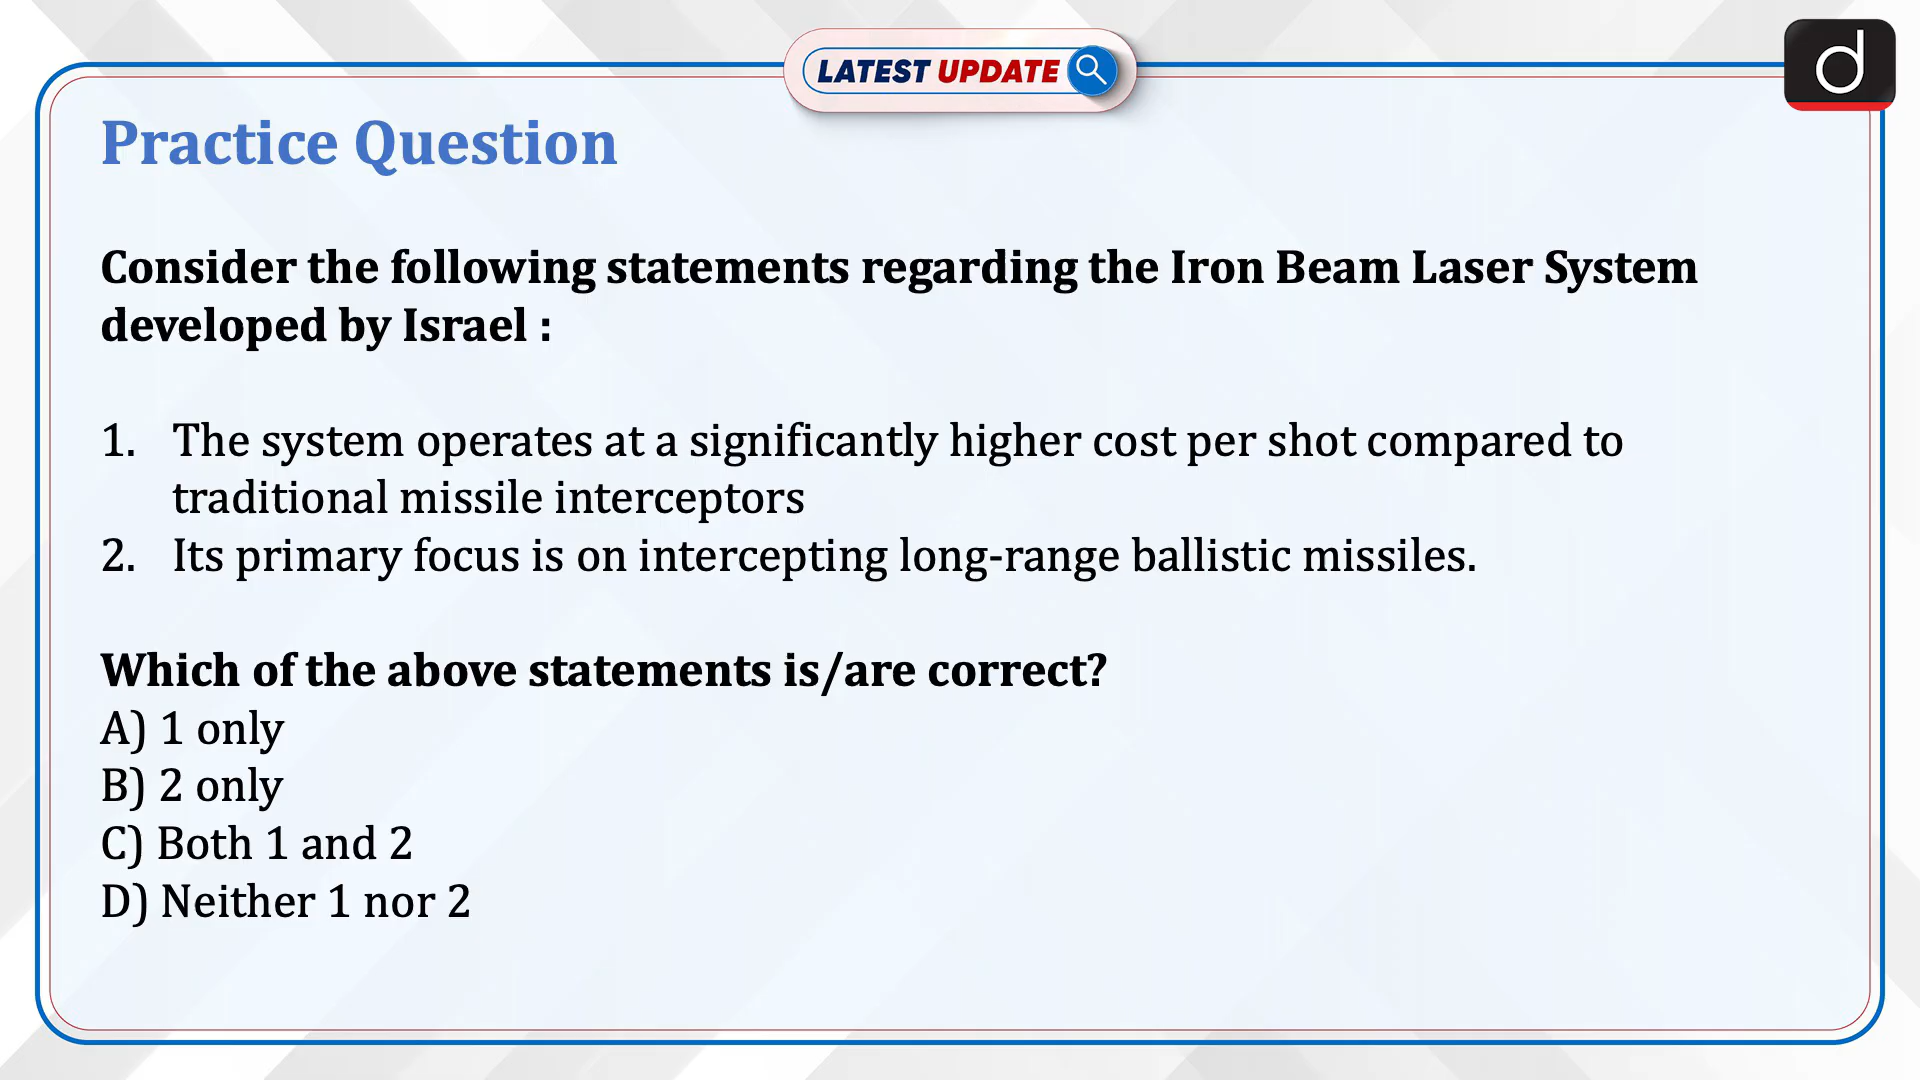 LATEST UPDATE
d
Practice Question
Consider the following statements regarding the Iron Beam Laser System
developed by Israel :
1. The system operates at a significantly higher cost per shot compared to
traditional missile interceptors
2. Its primary focus is on intercepting long-range ballistic missiles.
Which of the above statements is/are correct?
A) 1 only
B) 2 only
C) Both 1 and 2
D) Neither 1 nor 2